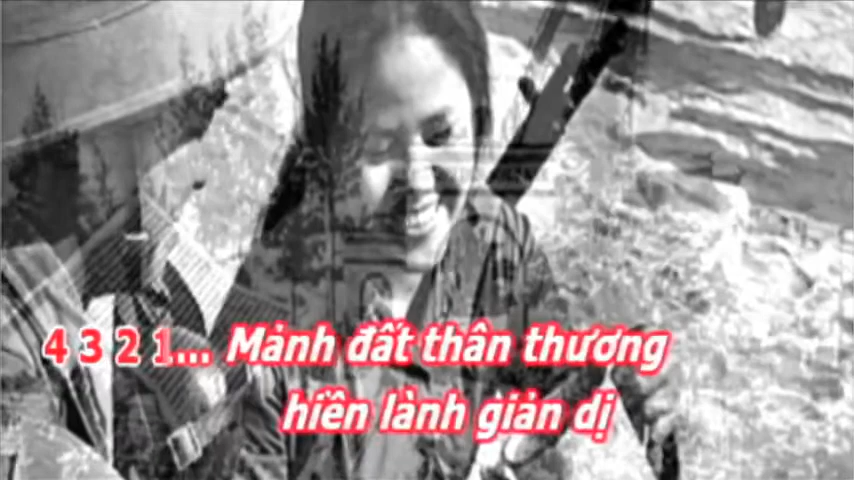 4 3 2 1... Mảnh đất thân thương
hiền lành giản dị